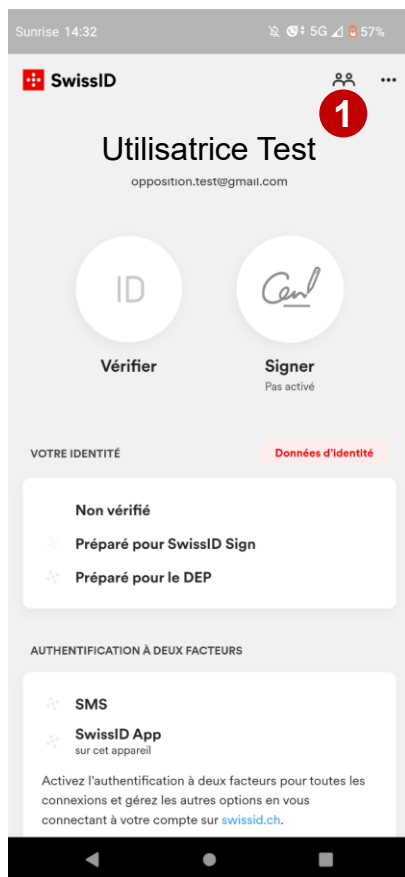 Sunrise 14:32 5G 57%
SwissID
1
Utilisatrice Test
opposition.test@gmail.com
ID
Vérifier Signer
Pas activé
VOTRE IDENTITÉ Données d'identité
Non vérifié
Préparé pour SwissID Sign
Préparé pour le DEP
AUTHENTIFICATION À DEUX FACTEURS
SMS
SwissID App
sur cet appareil
Activez l'authentification à deux facteurs pour toutes les
connexions et gérez les autres options en vous
connectant à votre compte sur swissid.ch.